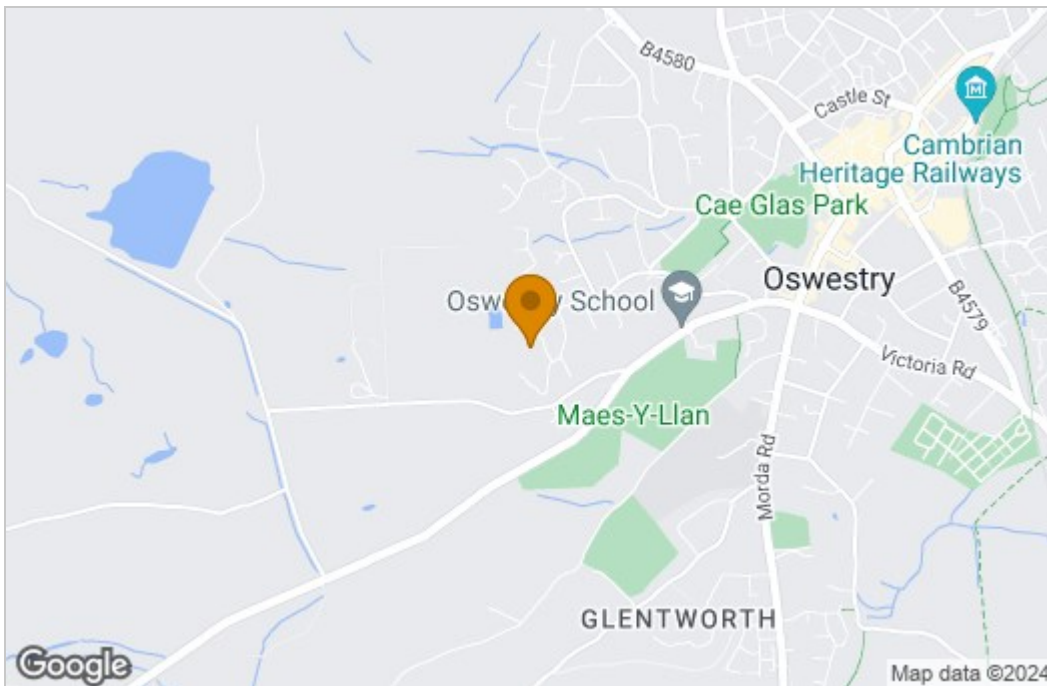 B4580
Castle St
Cambrian
Heritage Railways
Cae Glas Park
Oswestry
Oswe y School
B4579
Victoria Rd
Maes-Y-Llan
Morda Rd
GLENTWORTH
Google
Map data ©2024